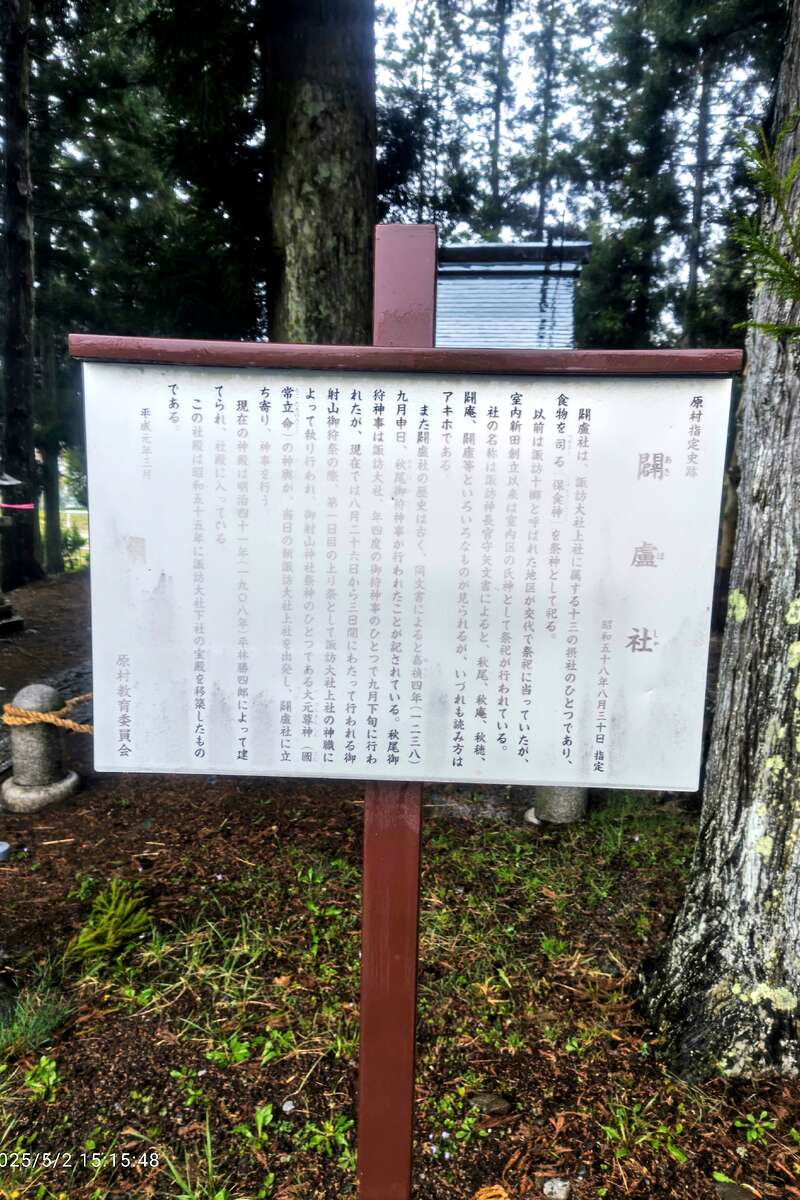 原村指定史跡
闢盧社
あきほしゃ
昭和五十八年八月三十日 指定
闢盧社は、諏訪大社上社に属する十三の摂社のひとつであり、
食物を司る(保食神)を祭神として祀る。
以前は諏訪十郷と呼ばれた地区が交代で祭祀に当っていたが、
室内新田創立以来は室内区の氏神として祭祀が行われている。
社の名称は諏訪神長官守矢文書によると、秋尾、秋庵、秋穂、
闢庵、闢廬等といろいろなものが見られるが、いづれも読み方は
アキホである。
また闢盧社の歴史は古く、同文書によると嘉禎四年(一二三八)
九月申日、秋尾御狩神事が行われたことが記されている。秋尾御
狩神事は諏訪大社、年四度の御狩神事のひとつで九月下旬に行わ
れたが、現在では八月二十六日から三日間にわたって行われる御
射山御狩祭の際、第一日目の上り祭として諏訪大社上社の神職に
よって執り行われ、御射山神社祭神のひとつである大元尊神(國
常立命)の神輿が、当日の朝諏訪大社上社を出発し、闢盧社に立
ち寄り、神事を行う。
現在の神殿は明治四十一年(一九〇八年)平林勝四郎によって建
てられ、社殿に入っている。
この社殿は昭和五十五年に諏訪大社下社の宝殿を移築したもの
である。
平成元年三月
原村教育委員会
025/5/2 15:15:48